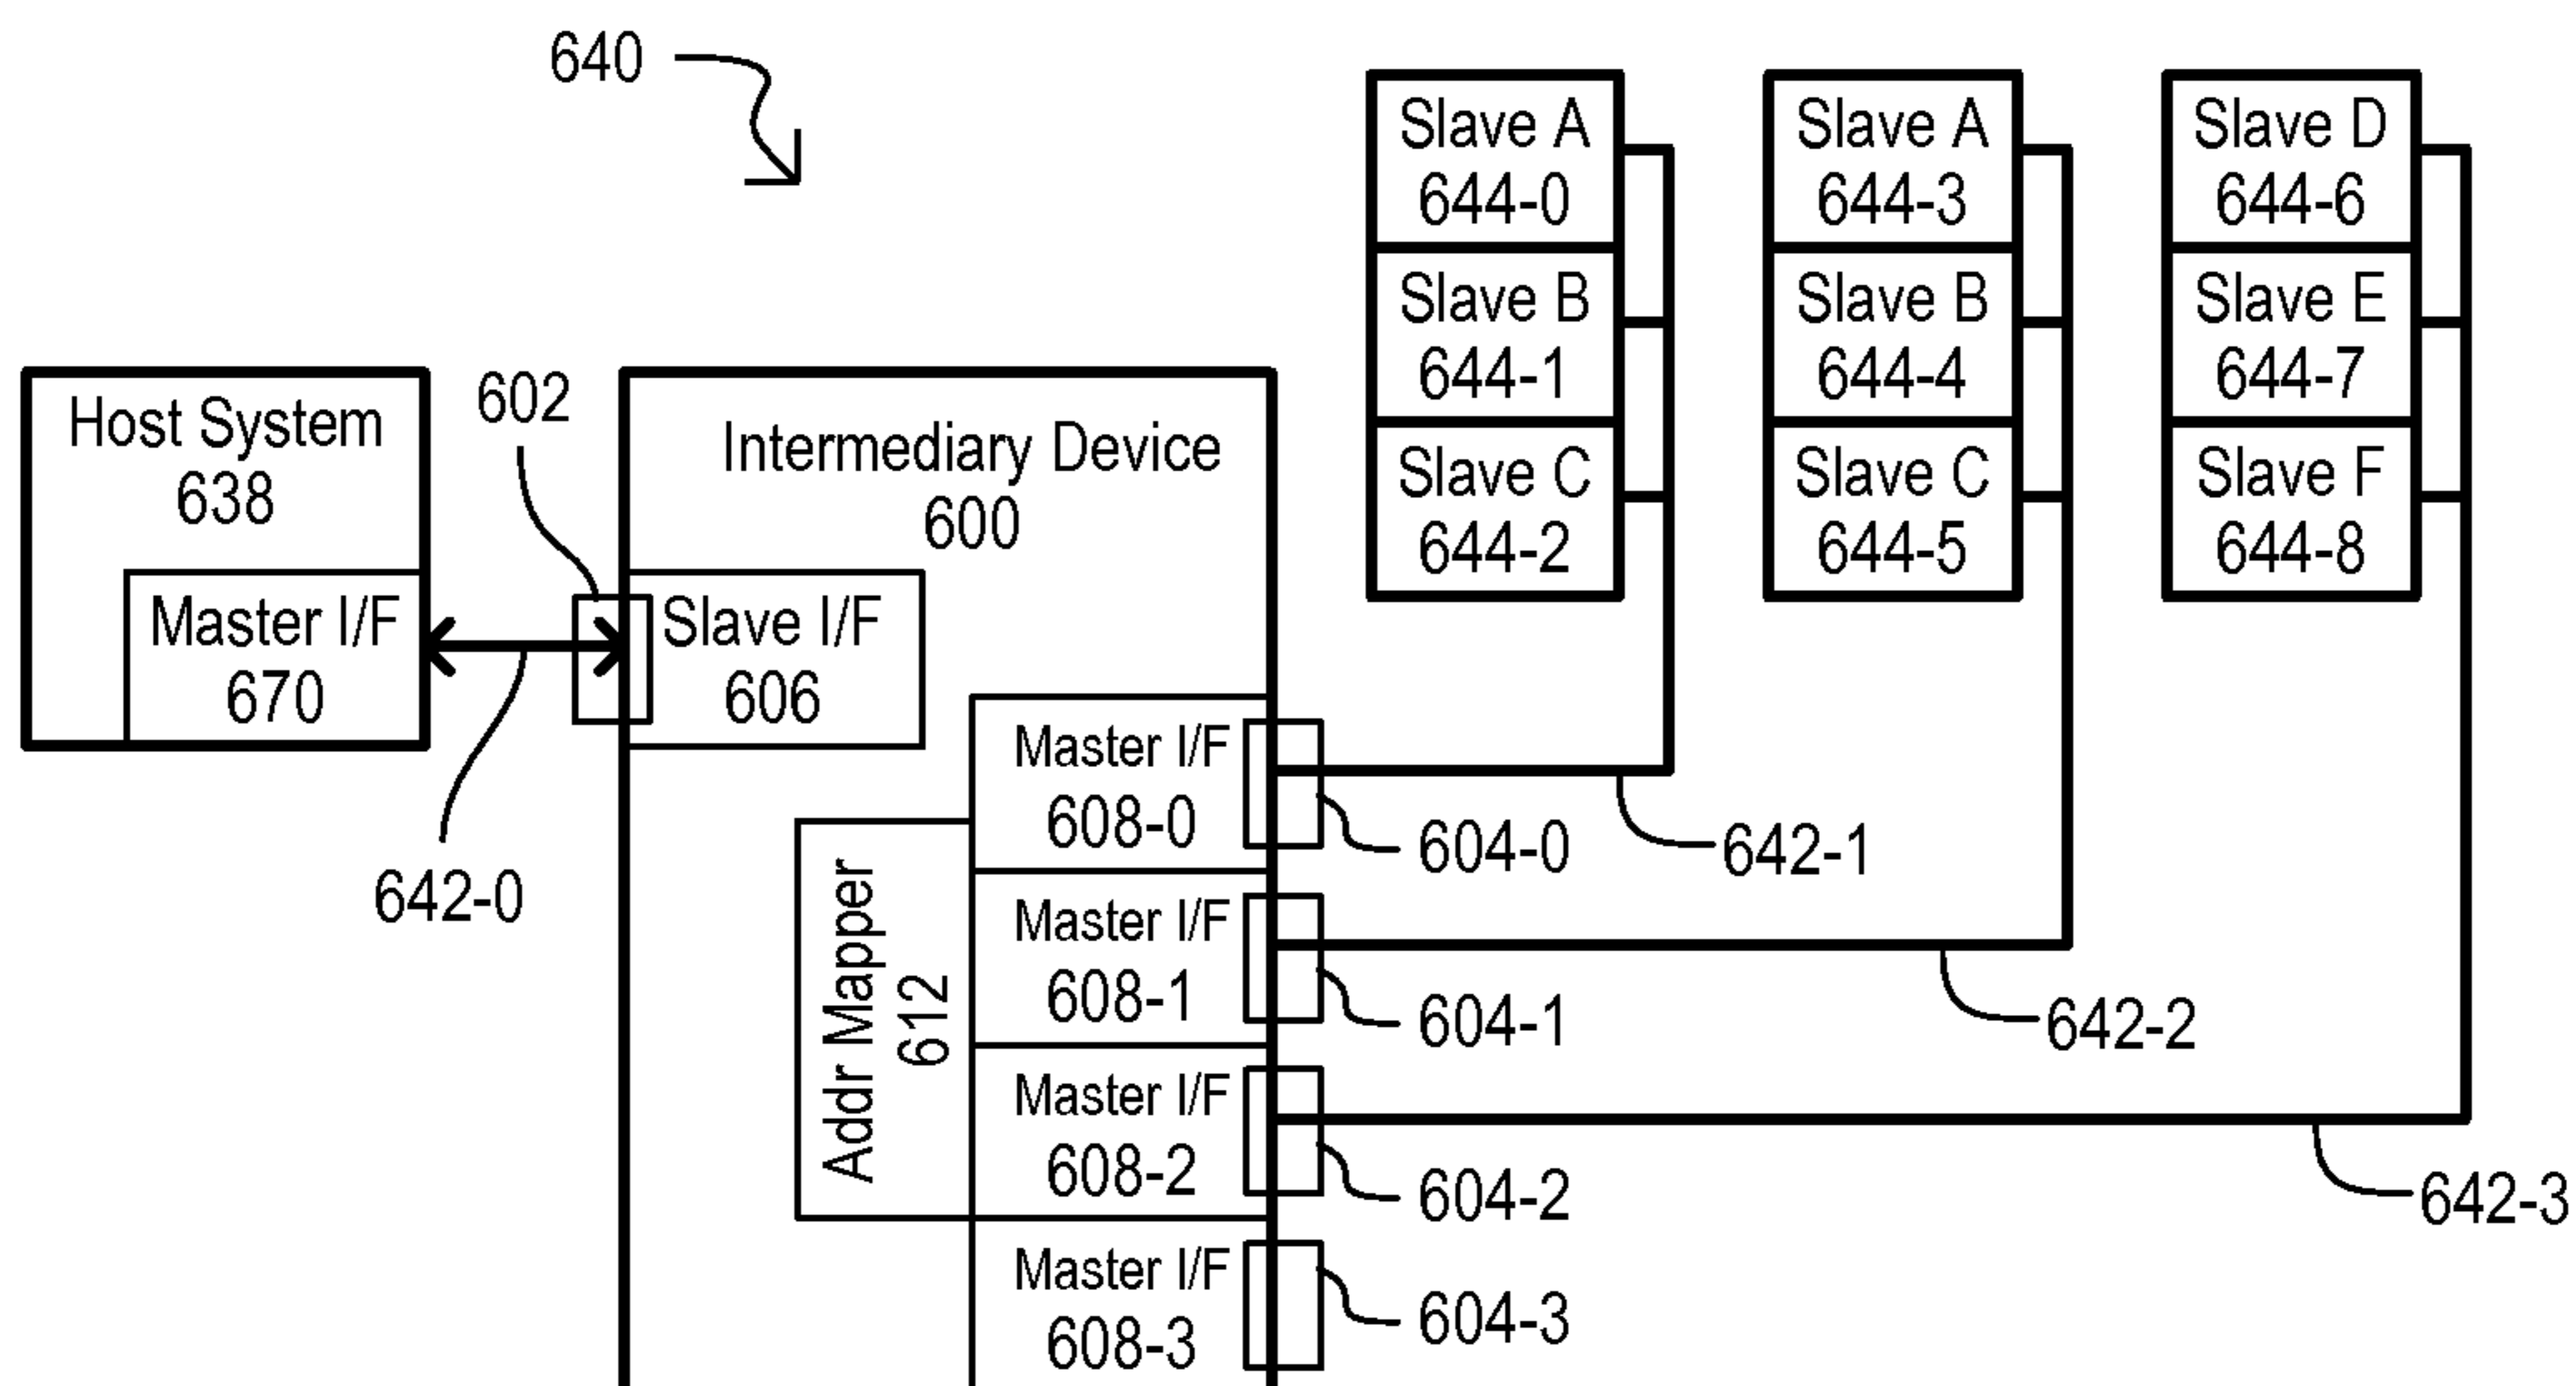 640
Slave A
644-0
Slave B
644-1
Slave C
644-2
Slave A
644-3
Slave B
644-4
Slave C
644-5
Slave D
644-6
Slave E
644-7
Slave F
644-8
Host System
638
Master I/F
670
602
642-0
Intermediary Device
600
Slave I/F
606
Addr Mapper
612
Master I/F
608-0
Master I/F
608-1
Master I/F
608-2
Master I/F
608-3
604-0
604-1
604-2
604-3
642-1
642-2
642-3